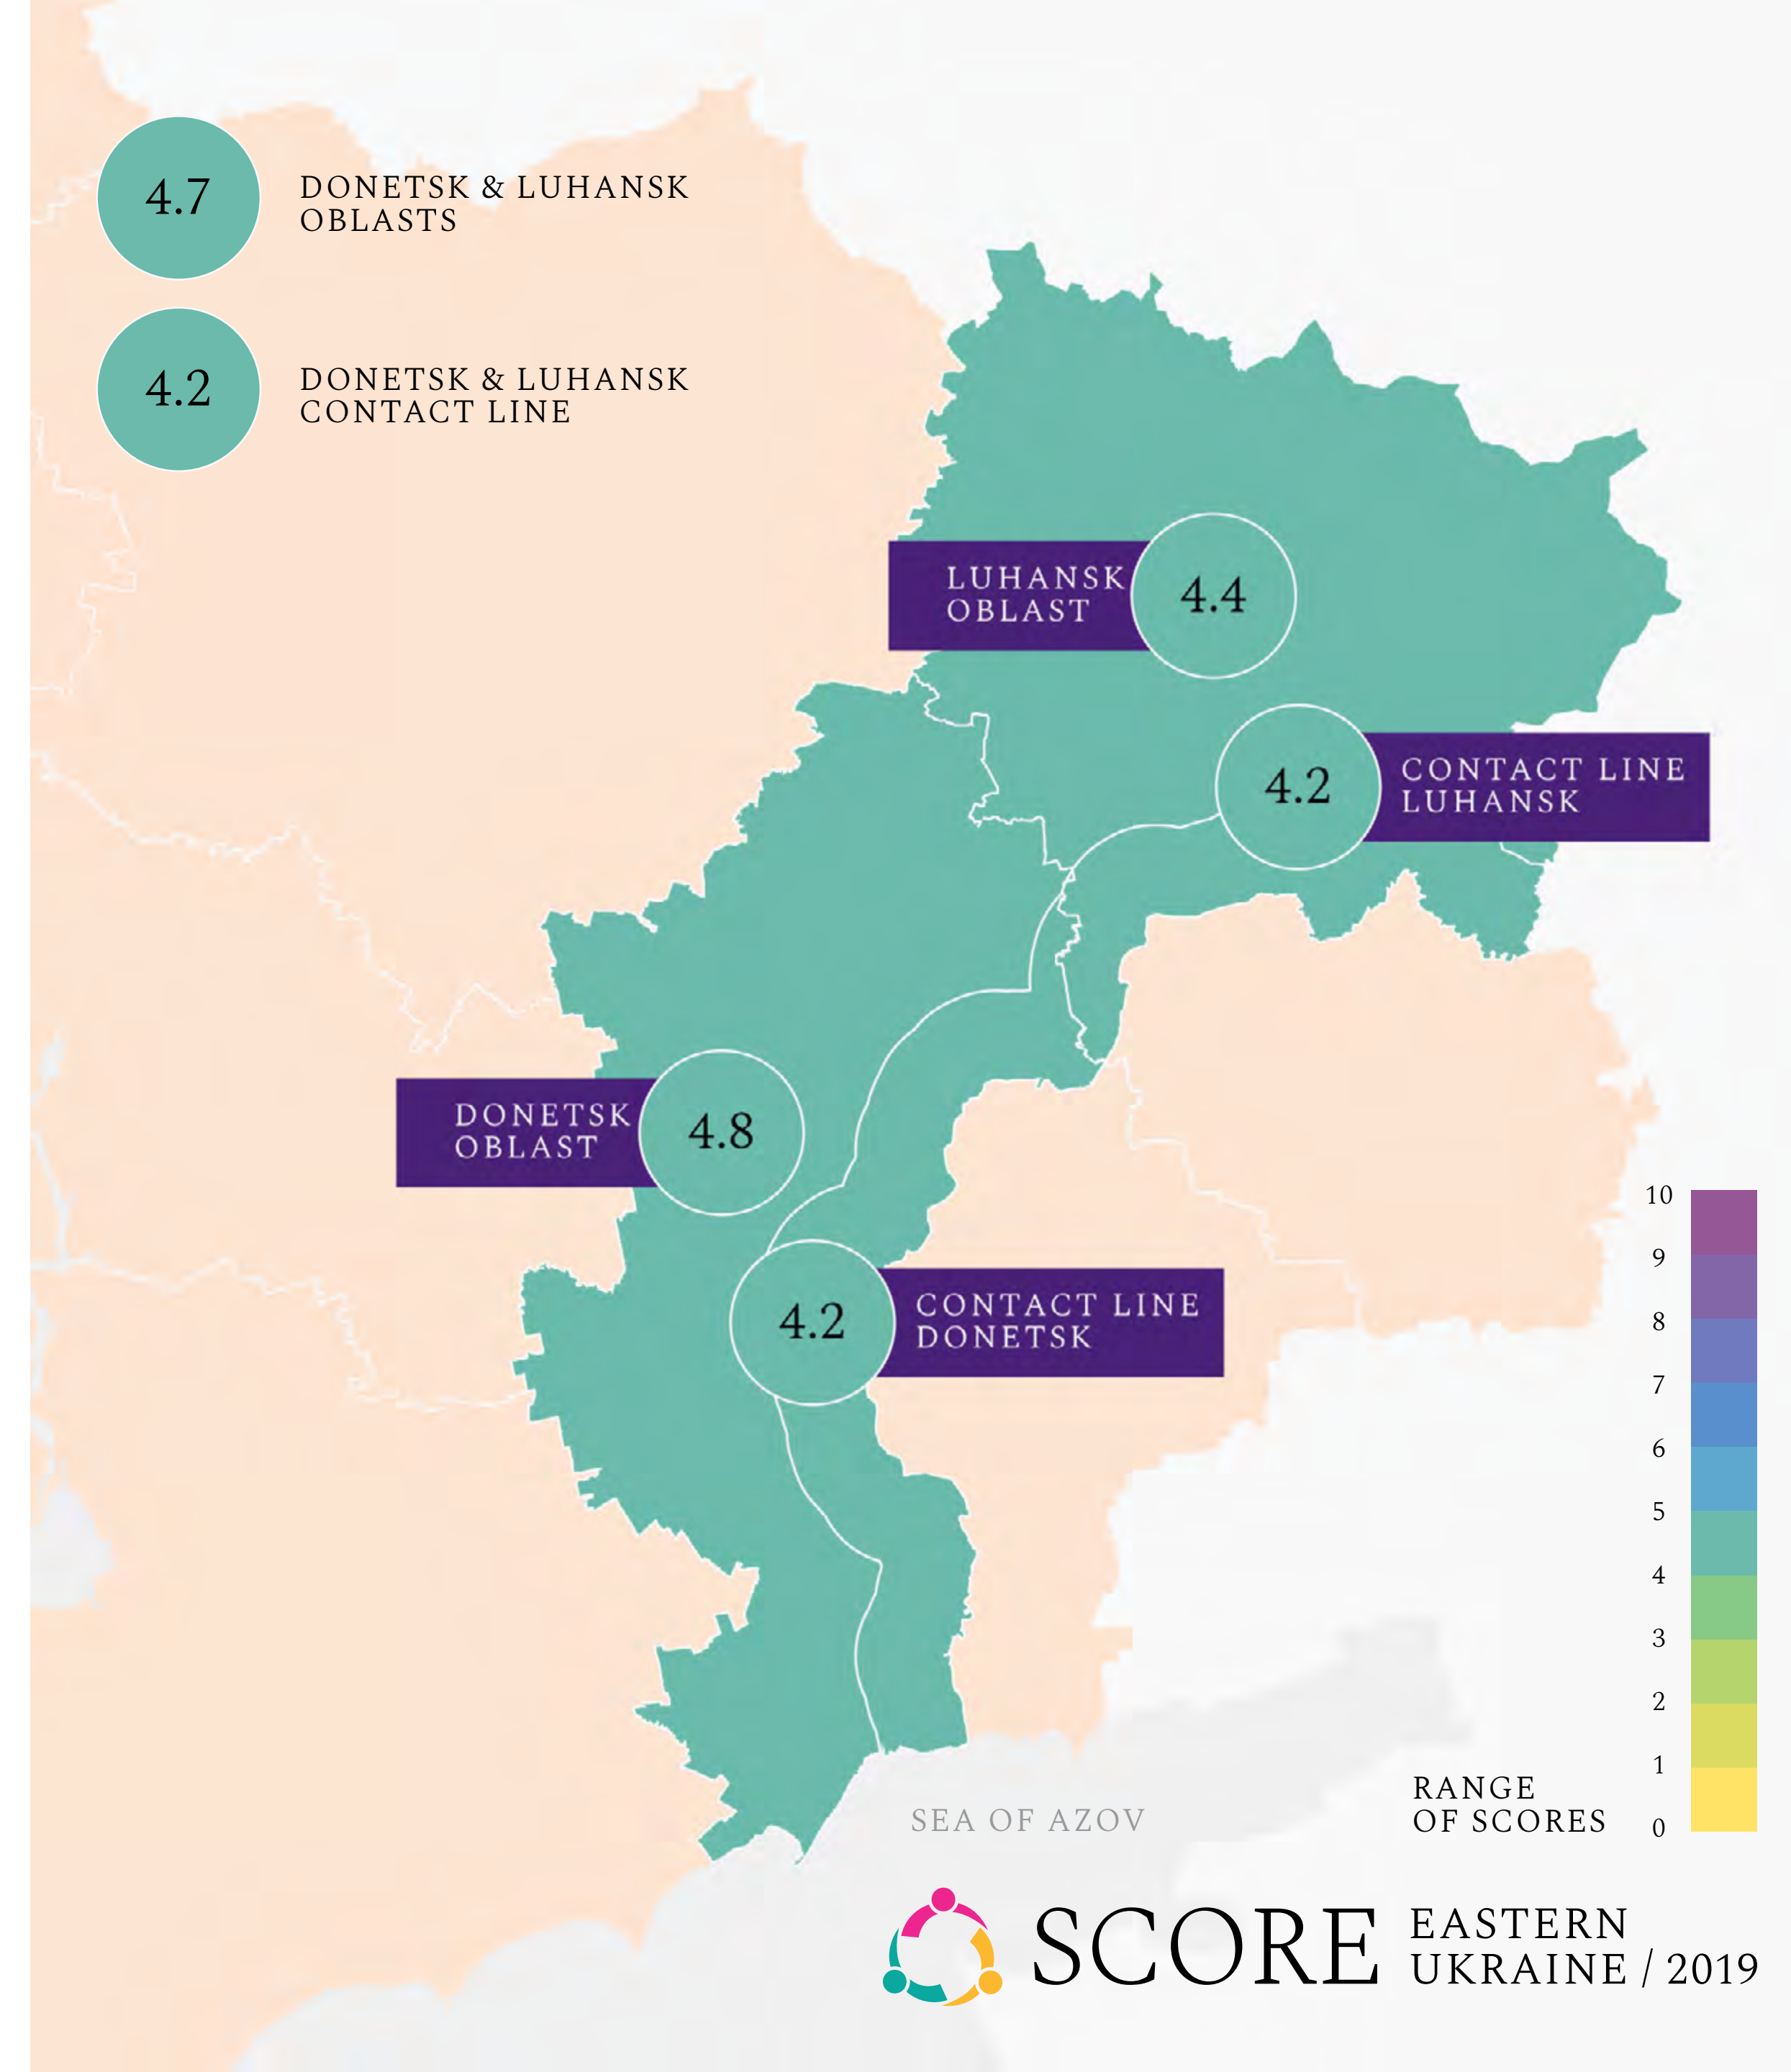 4.7
DONETSK & LUHANSK
OBLASTS
4.2
DONETSK & LUHANSK
CONTACT LINE
LUHANSK
OBLAST
4.4
4.2
CONTACT LINE
LUHANSK
DONETSK
OBLAST
4.8
4.2
CONTACT LINE
DONETSK
10
9
8
7
6
5
4
3
2
1
0
RANGE
OF SCORES
SEA OF AZOV
SCORE
EASTERN
UKRAINE / 2019